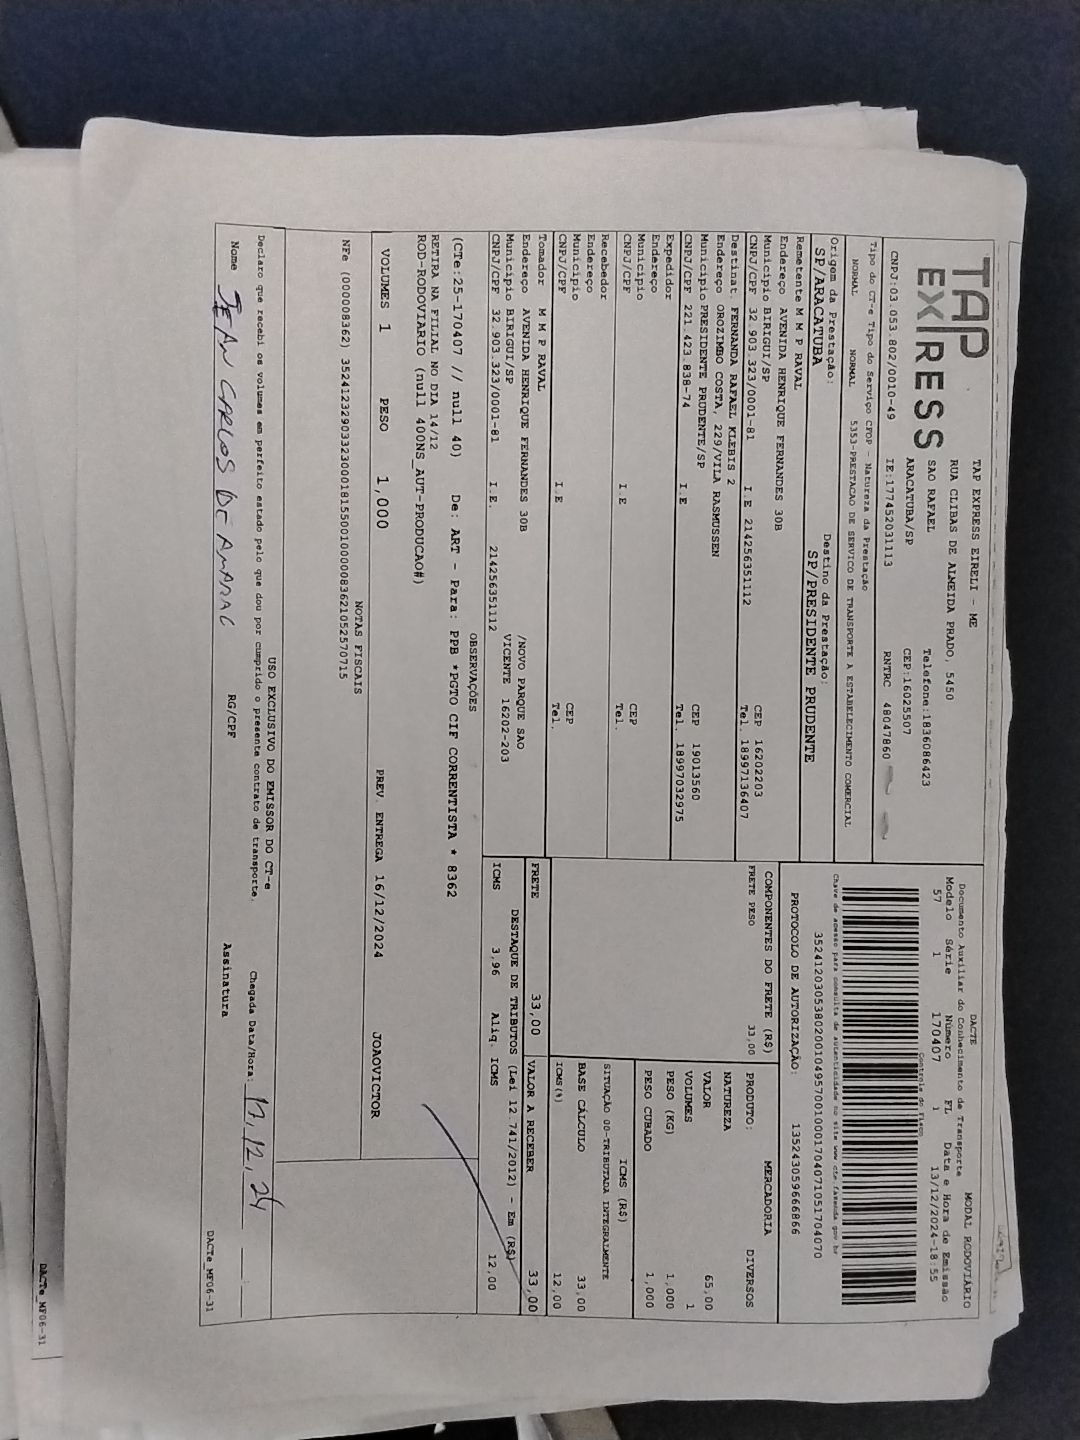 TAP
EXPRESS
TAP EXPRESS EIRELI - ME
RUA CLIBAS DE ALMEIDA PRADO, 5450
SAO RAFAEL Telefone:1836086423
ARACATUBA/SP CEP:16025507
CNPJ:03.053.802/0010-49 IE:177452031113 RNTRC 48047860
Tipo do CT-e Tipo do Serviço CFOP - Natureza da Prestação
NORMAL NORMAL 5353-PRESTACAO DE SERVICO DE TRANSPORTE A ESTABELECIMENTO COMERCIAL
Origem da Prestação: Destino da Prestação:
SP/ARACATUBA SP/PRESIDENTE PRUDENTE
DACTE MODAL RODOVIÁRIO
Documento Auxiliar do Conhecimento de Transporte
Modelo Série Número FL Data e Hora de Emissão
57 1 170407 1 13/12/2024-18:55
Controle do Fisco
Chave de acesso para consulta de autenticidade no site www.cte.fazenda.gov.br
35241203053802001049570010001704071051704070
PROTOCOLO DE AUTORIZAÇÃO: 135243059666866
Remetente M M P RAVAL
Endereço AVENIDA HENRIQUE FERNANDES 30B
Município BIRIGUI/SP CEP 16202203
CNPJ/CPF 32.903.323/0001-81 I.E 214256351112 Tel. 18997136407
Destinat. FERNANDA RAFAEL KLEBIS 2
Endereço OROZIMBO COSTA, 229/VILA RASMUSSEN
Município PRESIDENTE PRUDENTE/SP CEP 19013560
CNPJ/CPF 221.423.838-74 I.E Tel. 18997032975
Expedidor
Endereço
Município CEP
CNPJ/CPF I.E Tel.
Recebedor
Endereço
Município CEP
CNPJ/CPF I.E Tel.
Tomador M M P RAVAL
Endereço AVENIDA HENRIQUE FERNANDES 30B /NOVO PARQUE SAO
Município BIRIGUI/SP VICENTE 16202-203
CNPJ/CPF 32.903.323/0001-81 I.E. 214256351112
COMPONENTES DO FRETE (R$)
FRETE PESO 33,00
MERCADORIA
PRODUTO: DIVERSOS
NATUREZA
VALOR 65,00
VOLUMES 1
PESO (KG) 1,000
PESO CUBADO 1,000
ICMS (R$)
SITUAÇÃO 00-TRIBUTADA INTEGRALMENTE
BASE CÁLCULO 33,00
ICMS(%) 12,00
FRETE 33,00 VALOR A RECEBER 33,00
DESTAQUE DE TRIBUTOS (Lei 12.741/2012) - Em (R$)
ICMS 3,96 Aliq. ICMS 12,00
OBSERVAÇÕES
(CTe:25-170407 // null 40) De: ART - Para: PPB *PGTO CIF CORRENTISTA * 8362
RETIRA NA FILIAL NO DIA 14/12
ROD-RODOVIARIO (null 400NS_AUT-PRODUCAO#)
VOLUMES 1 PESO 1,000 PREV. ENTREGA 16/12/2024 JOAOVICTOR
NOTAS FISCAIS
NFe (000008362) 35241232903323000181550010000083621052570715
USO EXCLUSIVO DO EMISSOR DO CT-e
Declaro que recebi os volumes em perfeito estado pelo que dou por cumprido o presente contrato de transporte. Chegada Data/Hora: 17.12.24
Nome JEAN CARLOS DE AMARAL RG/CPF Assinatura
DACTe_MF06-31
DACTe_MF06-31